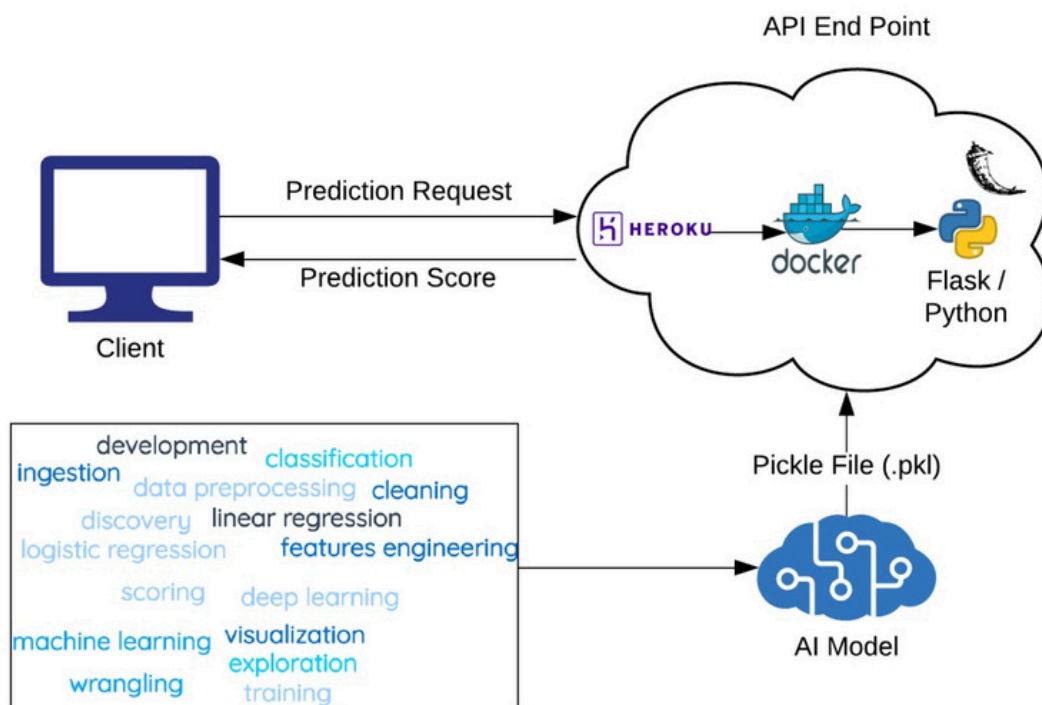 API End Point
Prediction Request
HEROKU
docker
Flask /
Python
Prediction Score
Client
development
classification
ingestion
data preprocessing
cleaning
discovery
linear regression
logistic regression
features engineering
scoring
deep learning
machine learning
visualization
exploration
wrangling
training
Pickle File (.pkl)
AI Model